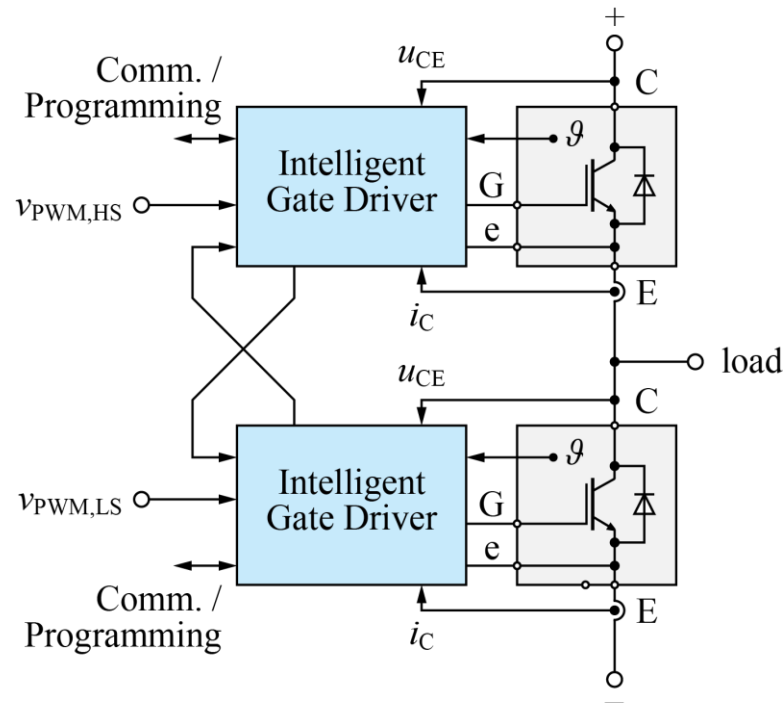 +
u_CE
C
Comm. /
Programming
ϑ
Intelligent
Gate Driver
G
v_PWM,HS
e
E
i_C
load
u_CE
C
ϑ
Intelligent
Gate Driver
G
v_PWM,LS
e
Comm. /
Programming
E
i_C
−